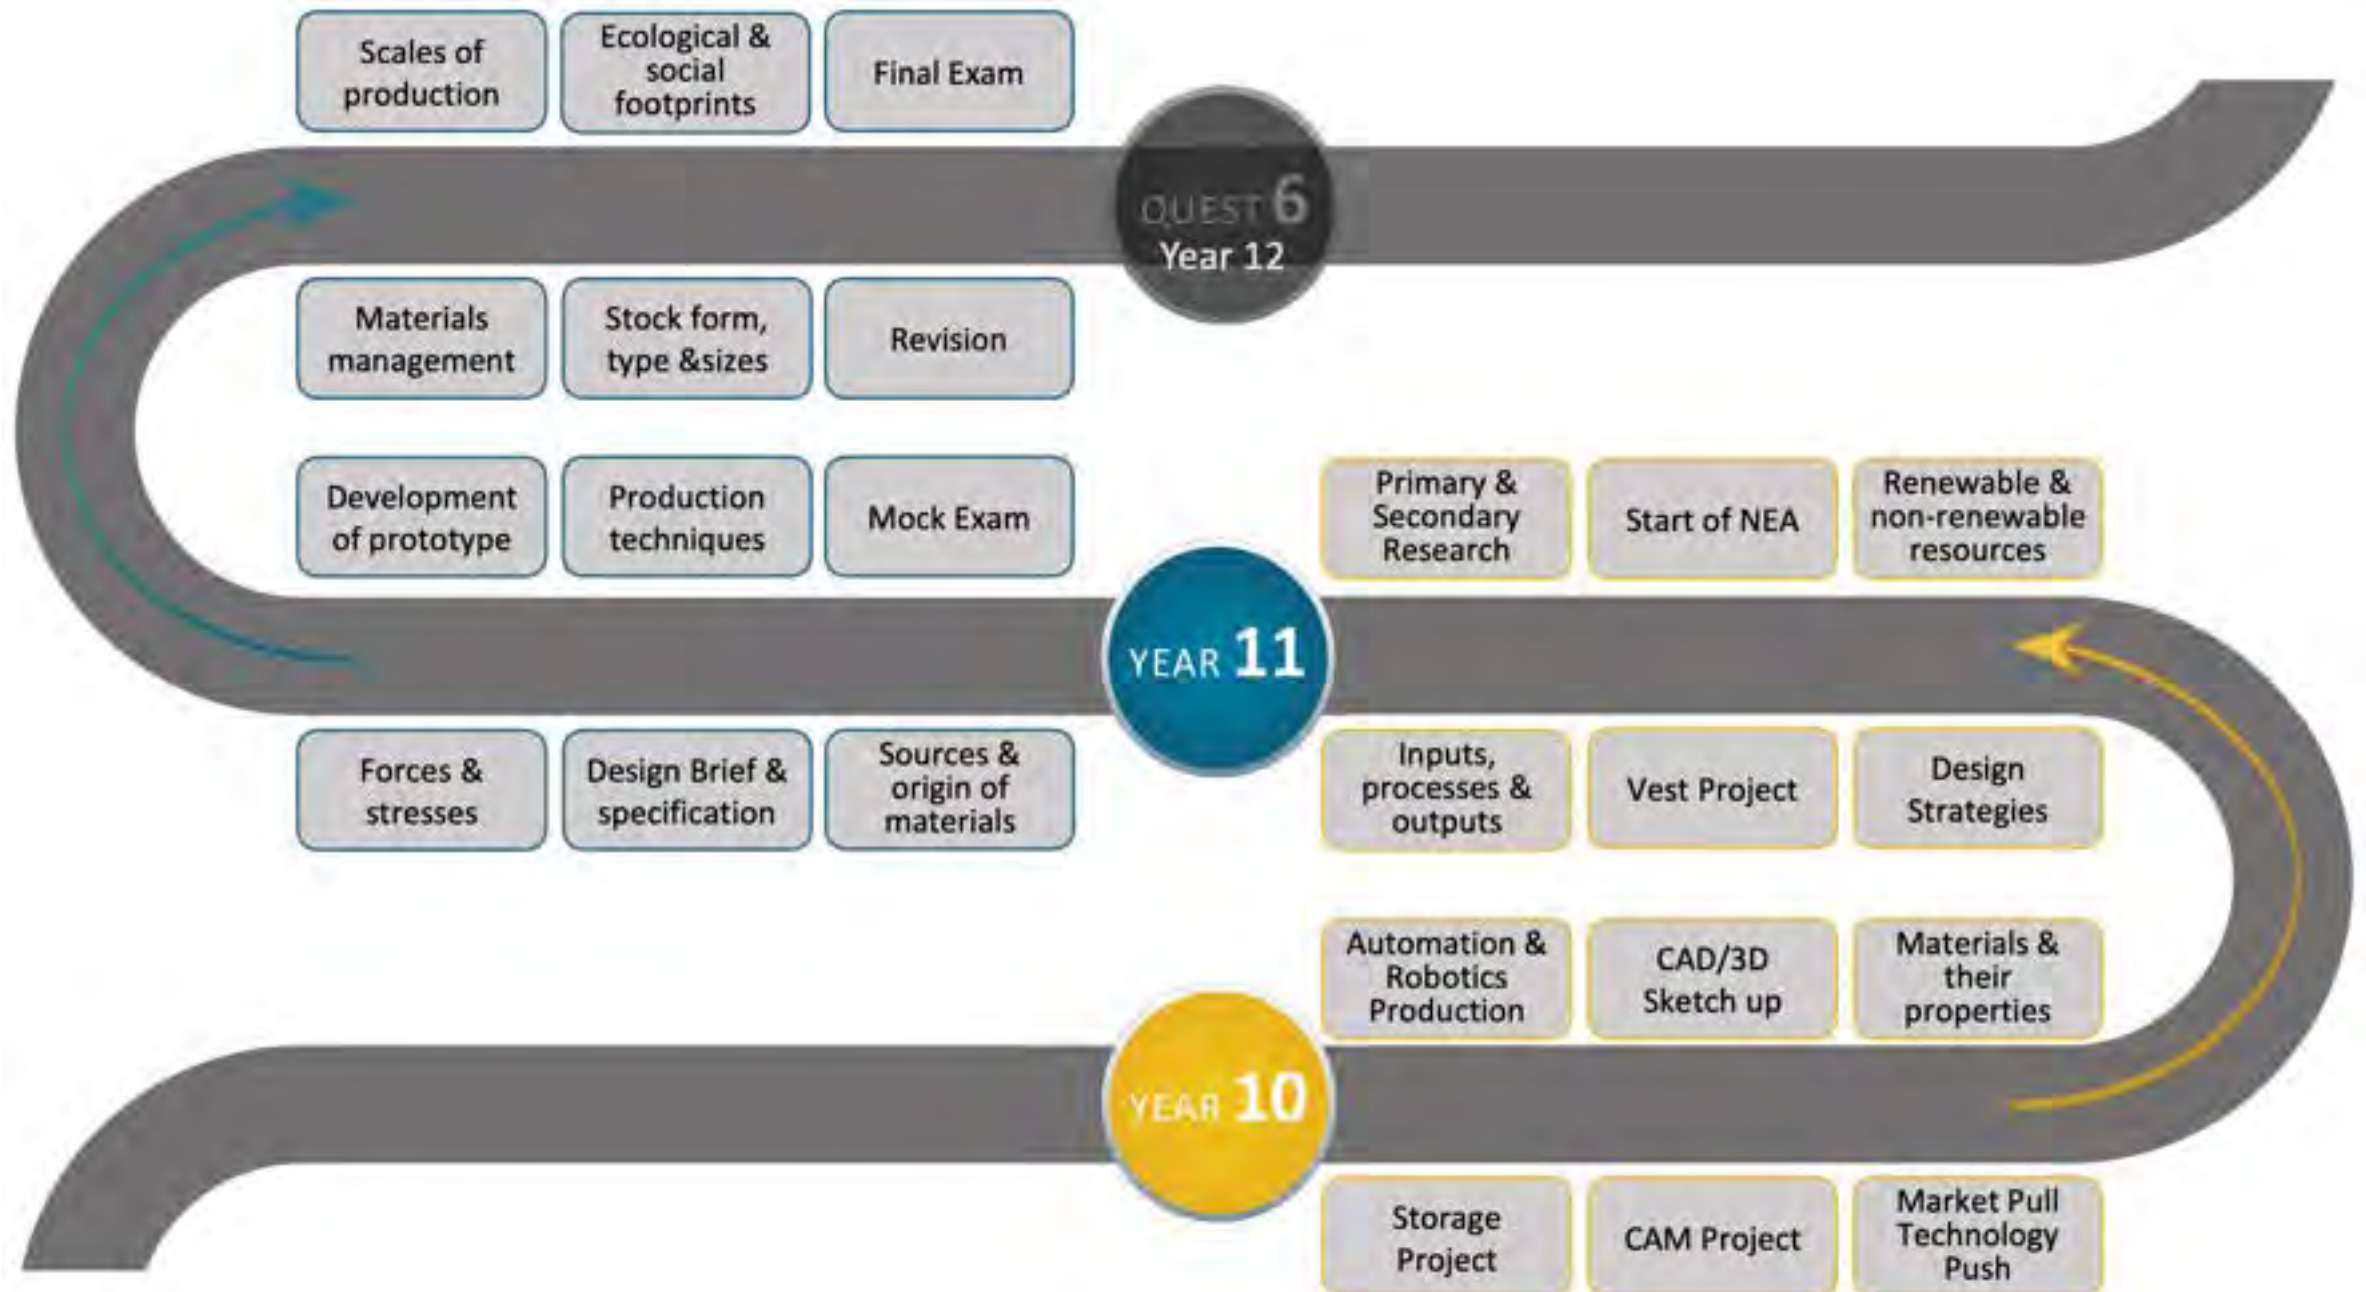 Scales of
production
Ecological &
social
footprints
Final Exam
QUEST 6
Year 12
Materials
management
Stock form,
type &sizes
Revision
Development
of prototype
Production
techniques
Mock Exam
Primary &
Secondary
Research
Start of NEA
Renewable &
non-renewable
resources
YEAR 11
Forces &
stresses
Design Brief &
specification
Sources &
origin of
materials
Inputs,
processes &
outputs
Vest Project
Design
Strategies
Automation &
Robotics
Production
CAD/3D
Sketch up
Materials &
their
properties
YEAR 10
Storage
Project
CAM Project
Market Pull
Technology
Push